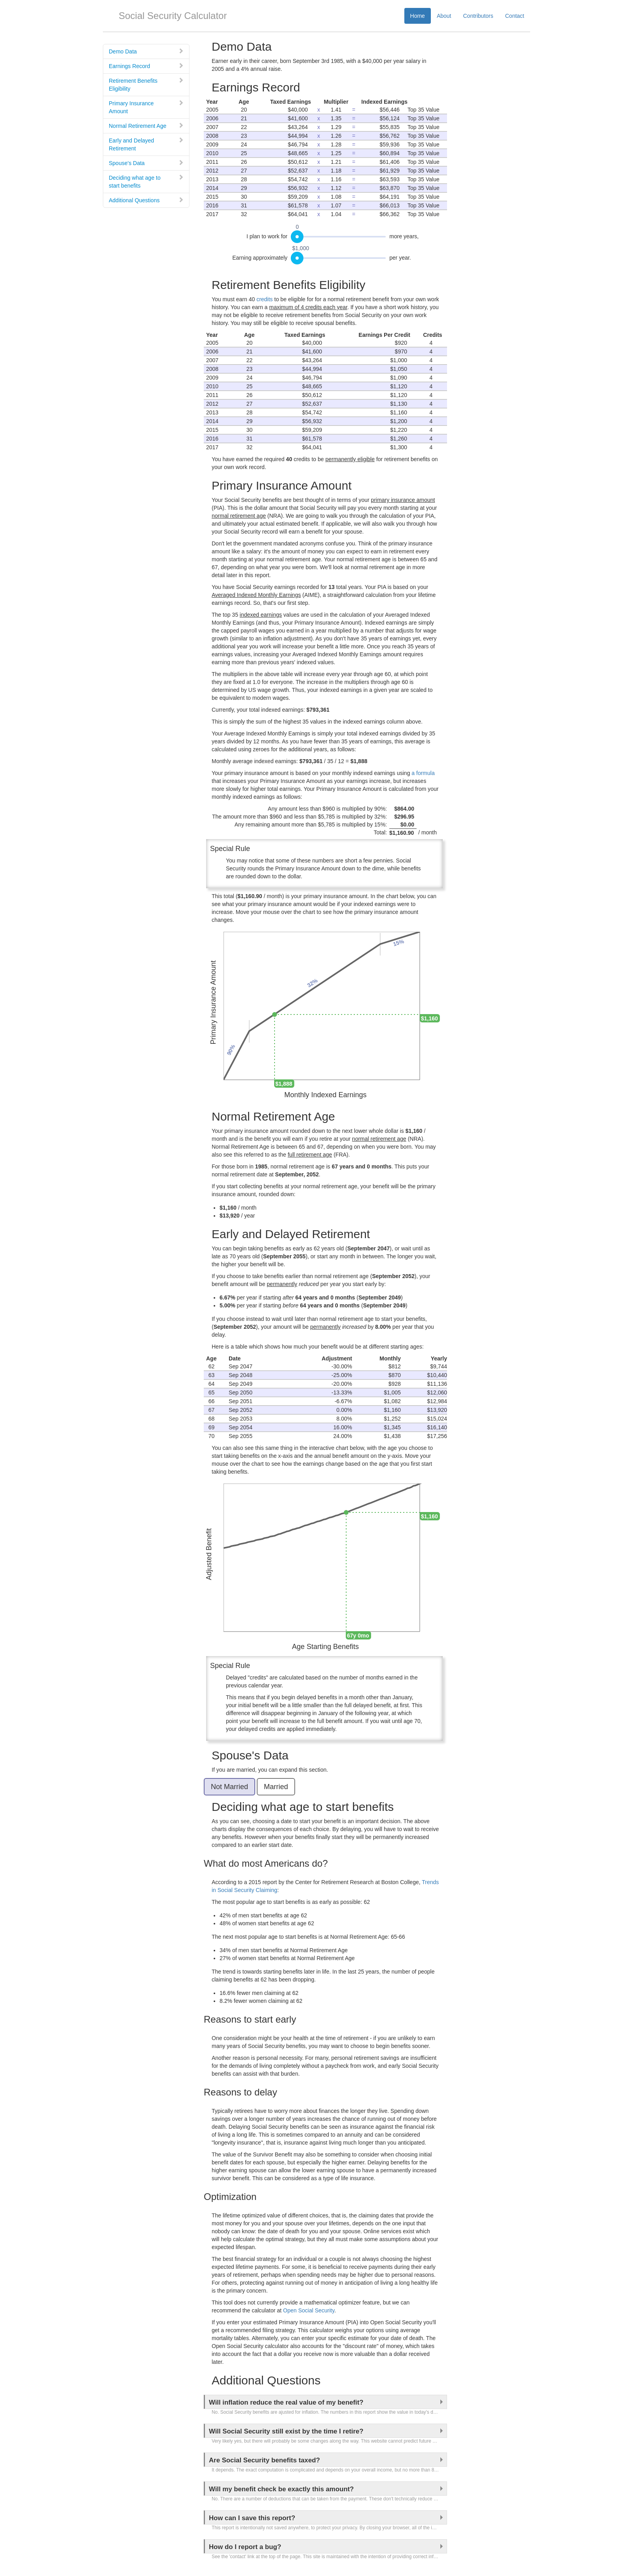 Social Security Calculator
Home About Contributors Contact
Demo Data
Earnings Record
Retirement Benefits
Eligibility
Primary Insurance
Amount
Normal Retirement Age
Early and Delayed
Retirement
Spouse's Data
Deciding what age to
start benefits
Additional Questions
Demo Data
Earner early in their career, born September 3rd 1985, with a $40,000 per year salary in
2005 and a 4% annual raise.
Earnings Record
Year Age Taxed Earnings Multiplier Indexed Earnings
2005 20 $40,000 x 1.41 = $56,446 Top 35 Value
2006 21 $41,600 x 1.35 = $56,124 Top 35 Value
2007 22 $43,264 x 1.29 = $55,835 Top 35 Value
2008 23 $44,994 x 1.26 = $56,762 Top 35 Value
2009 24 $46,794 x 1.28 = $59,936 Top 35 Value
2010 25 $48,665 x 1.25 = $60,894 Top 35 Value
2011 26 $50,612 x 1.21 = $61,406 Top 35 Value
2012 27 $52,637 x 1.18 = $61,929 Top 35 Value
2013 28 $54,742 x 1.16 = $63,593 Top 35 Value
2014 29 $56,932 x 1.12 = $63,870 Top 35 Value
2015 30 $59,209 x 1.08 = $64,191 Top 35 Value
2016 31 $61,578 x 1.07 = $66,013 Top 35 Value
2017 32 $64,041 x 1.04 = $66,362 Top 35 Value
0
I plan to work for more years,
$1,000
Earning approximately per year.
Retirement Benefits Eligibility
You must earn 40 credits to be eligible for for a normal retirement benefit from your own work
history. You can earn a maximum of 4 credits each year. If you have a short work history, you
may not be eligible to receive retirement benefits from Social Security on your own work
history. You may still be eligible to receive spousal benefits.
Year Age Taxed Earnings Earnings Per Credit Credits
2005 20 $40,000 $920 4
2006 21 $41,600 $970 4
2007 22 $43,264 $1,000 4
2008 23 $44,994 $1,050 4
2009 24 $46,794 $1,090 4
2010 25 $48,665 $1,120 4
2011 26 $50,612 $1,120 4
2012 27 $52,637 $1,130 4
2013 28 $54,742 $1,160 4
2014 29 $56,932 $1,200 4
2015 30 $59,209 $1,220 4
2016 31 $61,578 $1,260 4
2017 32 $64,041 $1,300 4
You have earned the required 40 credits to be permanently eligible for retirement benefits on
your own work record.
Primary Insurance Amount
Your Social Security benefits are best thought of in terms of your primary insurance amount
(PIA). This is the dollar amount that Social Security will pay you every month starting at your
normal retirement age (NRA). We are going to walk you through the calculation of your PIA,
and ultimately your actual estimated benefit. If applicable, we will also walk you through how
your Social Security record will earn a benefit for your spouse.
Don't let the government mandated acronyms confuse you. Think of the primary insurance
amount like a salary: it's the amount of money you can expect to earn in retirement every
month starting at your normal retirement age. Your normal retirement age is between 65 and
67, depending on what year you were born. We'll look at normal retirement age in more
detail later in this report.
You have Social Security earnings recorded for 13 total years. Your PIA is based on your
Averaged Indexed Monthly Earnings (AIME), a straightforward calculation from your lifetime
earnings record. So, that's our first step.
The top 35 indexed earnings values are used in the calculation of your Averaged Indexed
Monthly Earnings (and thus, your Primary Insurance Amount). Indexed earnings are simply
the capped payroll wages earned in a year multiplied by a number that adjusts for wage
growth (similar to an inflation adjustment). As you don't have 35 years of earnings yet, every
additional year you work will increase your benefit a little more. Once you reach 35 years of
earnings, increasing your Averaged Indexed Monthly Earnings amount requires
earning more than previous years' indexed values.
The multipliers in the above table will increase every year through age 60, at which point
they are fixed at 1.0 for everyone. The increase in the multipliers through age 60 is
determined by US wage growth. Thus, your indexed earnings in a given year are scaled to
be equivalent to modern wages.
Currently, your total indexed earnings: $793,361
This is simply the sum of the highest 35 values in the indexed earnings column above.
Your Average Indexed Monthly Earnings is simply your total indexed earnings divided by 35
years divided by 12 months. As you have fewer than 35 years of earnings, this average is
calculated using zeroes for the additional years, as follows:
Monthly average indexed earnings: $793,361 / 35 / 12 = $1,888
Your primary insurance amount is based on your monthly indexed earnings using a formula
that increases your Primary Insurance Amount as your earnings increase, but increases
more slowly for higher total earnings. Your Primary Insurance Amount is calculated from your
monthly indexed earnings as follows:
Any amount less than $960 is multiplied by 90%: $864.00
The amount more than $960 and less than $5,785 is multiplied by 32%: $296.95
Any remaining amount more than $5,785 is multiplied by 15%: $0.00
Total: $1,160.90 / month
Special Rule
You may notice that some of these numbers are short a few pennies. Social
Security rounds the Primary Insurance Amount down to the dime, while benefits
are rounded down to the dollar.
This total ($1,160.90 / month) is your primary insurance amount. In the chart below, you can
see what your primary insurance amount would be if your indexed earnings were to
increase. Move your mouse over the chart to see how the primary insurance amount
changes.
Primary Insurance Amount
90%
32%
15%
$1,160
$1,889
Monthly Indexed Earnings
Normal Retirement Age
Your primary insurance amount rounded down to the next lower whole dollar is $1,160 /
month and is the benefit you will earn if you retire at your normal retirement age (NRA).
Normal Retirement Age is between 65 and 67, depending on when you were born. You may
also see this referred to as the full retirement age (FRA).
For those born in 1985, normal retirement age is 67 years and 0 months. This puts your
normal retirement date at September, 2052.
If you start collecting benefits at your normal retirement age, your benefit will be the primary
insurance amount, rounded down:
• $1,160 / month
• $13,920 / year
Early and Delayed Retirement
You can begin taking benefits as early as 62 years old (September 2047), or wait until as
late as 70 years old (September 2055), or start any month in between. The longer you wait,
the higher your benefit will be.
If you choose to take benefits earlier than normal retirement age (September 2052), your
benefit amount will be permanently reduced per year you start early by:
• 6.67% per year if starting after 64 years and 0 months (September 2049)
• 5.00% per year if starting before 64 years and 0 months (September 2049)
If you choose instead to wait until later than normal retirement age to start your benefits,
(September 2052), your amount will be permanently increased by 8.00% per year that you
delay.
Here is a table which shows how much your benefit would be at different starting ages:
Age Date Adjustment Monthly Yearly
62 Sep 2047 -30.00% $812 $9,744
63 Sep 2048 -25.00% $870 $10,440
64 Sep 2049 -20.00% $928 $11,136
65 Sep 2050 -13.33% $1,005 $12,060
66 Sep 2051 -6.67% $1,082 $12,984
67 Sep 2052 0.00% $1,160 $13,920
68 Sep 2053 8.00% $1,252 $15,024
69 Sep 2054 16.00% $1,345 $16,140
70 Sep 2055 24.00% $1,438 $17,256
You can also see this same thing in the interactive chart below, with the age you choose to
start taking benefits on the x-axis and the annual benefit amount on the y-axis. Move your
mouse over the chart to see how the earnings change based on the age that you first start
taking benefits.
Adjusted Benefit
$1,160
67y 0mo
Age Starting Benefits
Special Rule
Delayed "credits" are calculated based on the number of months earned in the
previous calendar year.
This means that if you begin delayed benefits in a month other than January,
your initial benefit will be a little smaller than the full delayed benefit, at first. This
difference will disappear beginning in January of the following year, at which
point your benefit will increase to the full benefit amount. If you wait until age 70,
your delayed credits are applied immediately.
Spouse's Data
If you are married, you can expand this section.
Not Married Married
Deciding what age to start benefits
As you can see, choosing a date to start your benefit is an important decision. The above
charts display the consequences of each choice. By delaying, you will have to wait to receive
any benefits. However when your benefits finally start they will be permanently increased
compared to an earlier start date.
What do most Americans do?
According to a 2015 report by the Center for Retirement Research at Boston College, Trends
in Social Security Claiming:
The most popular age to start benefits is as early as possible: 62
• 42% of men start benefits at age 62
• 48% of women start benefits at age 62
The next most popular age to start benefits is at Normal Retirement Age: 65-66
• 34% of men start benefits at Normal Retirement Age
• 27% of women start benefits at Normal Retirement Age
The trend is towards starting benefits later in life. In the last 25 years, the number of people
claiming benefits at 62 has been dropping.
• 16.6% fewer men claiming at 62
• 8.2% fewer women claiming at 62
Reasons to start early
One consideration might be your health at the time of retirement - if you are unlikely to earn
many years of Social Security benefits, you may want to choose to begin benefits sooner.
Another reason is personal necessity. For many, personal retirement savings are insufficient
for the demands of living completely without a paycheck from work, and early Social Security
benefits can assist with that burden.
Reasons to delay
Typically retirees have to worry more about finances the longer they live. Spending down
savings over a longer number of years increases the chance of running out of money before
death. Delaying Social Security benefits can be seen as insurance against the financial risk
of living a long life. This is sometimes compared to an annuity and can be considered
"longevity insurance", that is, insurance against living much longer than you anticipated.
The value of the Survivor Benefit may also be something to consider when choosing initial
benefit dates for each spouse, but especially the higher earner. Delaying benefits for the
higher earning spouse can allow the lower earning spouse to have a permanently increased
survivor benefit. This can be considered as a type of life insurance.
Optimization
The lifetime optimized value of different choices, that is, the claiming dates that provide the
most money for you and your spouse over your lifetimes, depends on the one input that
nobody can know: the date of death for you and your spouse. Online services exist which
will help calculate the optimal strategy, but they all must make some assumptions about your
expected lifespan.
The best financial strategy for an individual or a couple is not always choosing the highest
expected lifetime payments. For some, it is beneficial to receive payments during their early
years of retirement, perhaps when spending needs may be higher due to personal reasons.
For others, protecting against running out of money in anticipation of living a long healthy life
is the primary concern.
This tool does not currently provide a mathematical optimizer feature, but we can
recommend the calculator at Open Social Security.
If you enter your estimated Primary Insurance Amount (PIA) into Open Social Security you'll
get a recommended filing strategy. This calculator weighs your options using average
mortality tables. Alternately, you can enter your specific estimate for your date of death. The
Open Social Security calculator also accounts for the "discount rate" of money, which takes
into account the fact that a dollar you receive now is more valuable than a dollar received
later.
Additional Questions
Will inflation reduce the real value of my benefit?
No. Social Security benefits are ajusted for inflation. The numbers in this report show the value in today's d...
Will Social Security still exist by the time I retire?
Very likely yes, but there will probably be some changes along the way. This website cannot predict future ...
Are Social Security benefits taxed?
It depends. The exact computation is complicated and depends on your overall income, but no more than 8...
Will my benefit check be exactly this amount?
No. There are a number of deductions that can be taken from the payment. These don't technically reduce ...
How can I save this report?
This report is intentionally not saved anywhere, to protect your privacy. By closing your browser, all of the i...
How do I report a bug?
See the 'contact' link at the top of the page. This site is maintained with the intention of providing correct inf...